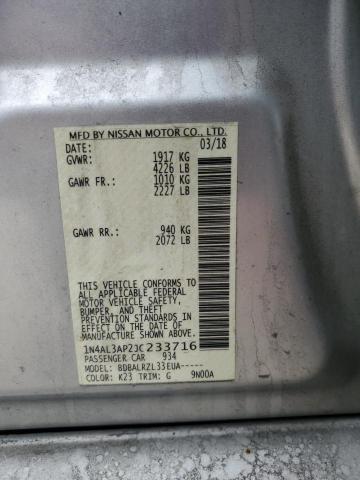 MFD BY NISSAN MOTOR CO., LTD.
DATE: 03/18
GVWR: 1917 KG
4226 LB
GAWR FR.: 1010 KG
2227 LB
GAWR RR.: 940 KG
2072 LB
THIS VEHICLE CONFORMS TO
ALL APPLICABLE U.S. FEDERAL
MOTOR VEHICLE SAFETY,
BUMPER, AND THEFT
PREVENTION STANDARDS IN
EFFECT ON THE DATE OF
MANUFACTURE SHOWN ABOVE.
1N4AL3AP2JC233716
PASSENGER CAR 934
MODEL: BDBALRZL33EUA-----
COLOR: K23 TRIM: G 9N00A